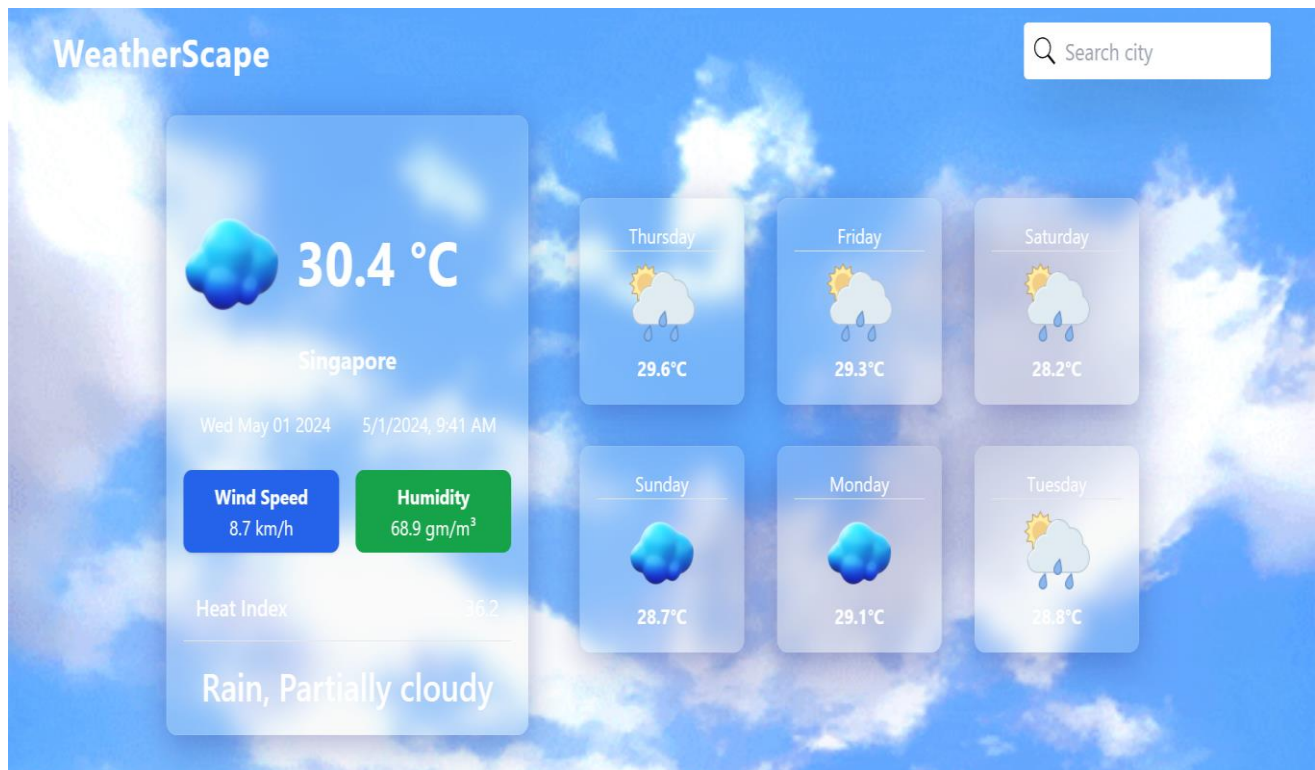 WeatherScape
Search city
30.4 °C
Singapore
Wed May 01 2024 5/1/2024, 9:41 AM
Wind Speed
8.7 km/h
Humidity
68.9 gm/m³
Heat Index 36.2
Rain, Partially cloudy
Thursday
29.6°C
Friday
29.3°C
Saturday
28.2°C
Sunday
28.7°C
Monday
29.1°C
Tuesday
28.8°C